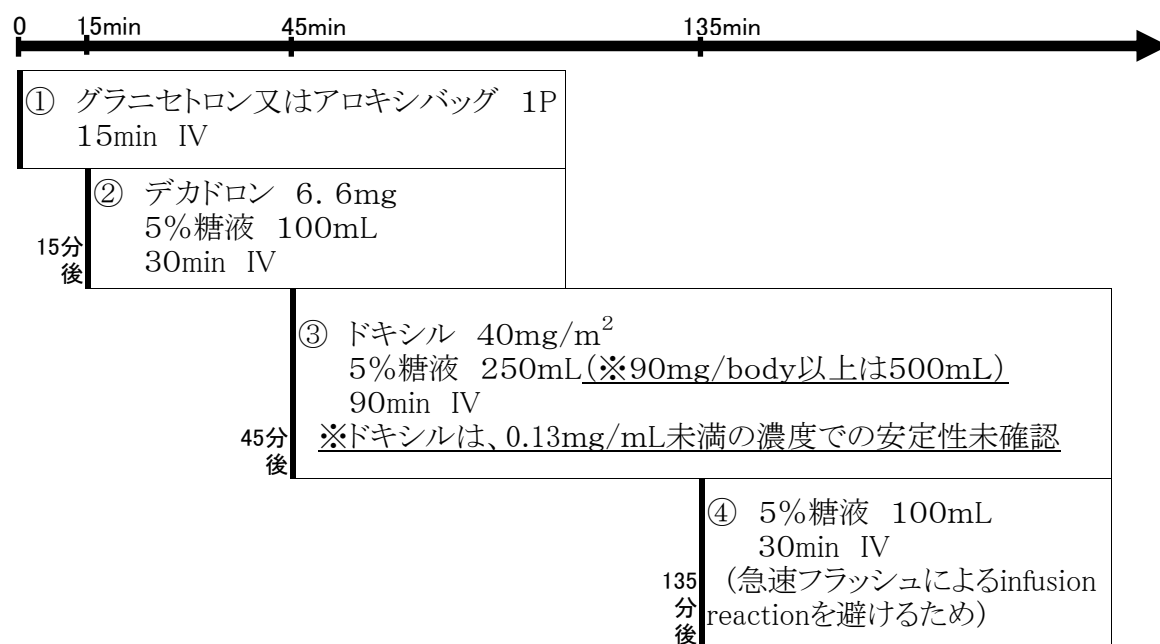 0 15min 45min 135min
① グラニセトロン又はアロキシバッグ 1P
15min Ⅳ
② デカドロン 6.6mg
5%糖液 100mL
30min Ⅳ
15分
後
③ ドキシル 40mg/m²
5%糖液 250mL(※90mg/body以上は500mL)
90min Ⅳ
※ドキシルは、0.13mg/mL未満の濃度での安定性未確認
45分
後
④ 5%糖液 100mL
30min Ⅳ
(急速フラッシュによるinfusion
reactionを避けるため)
135
分
後